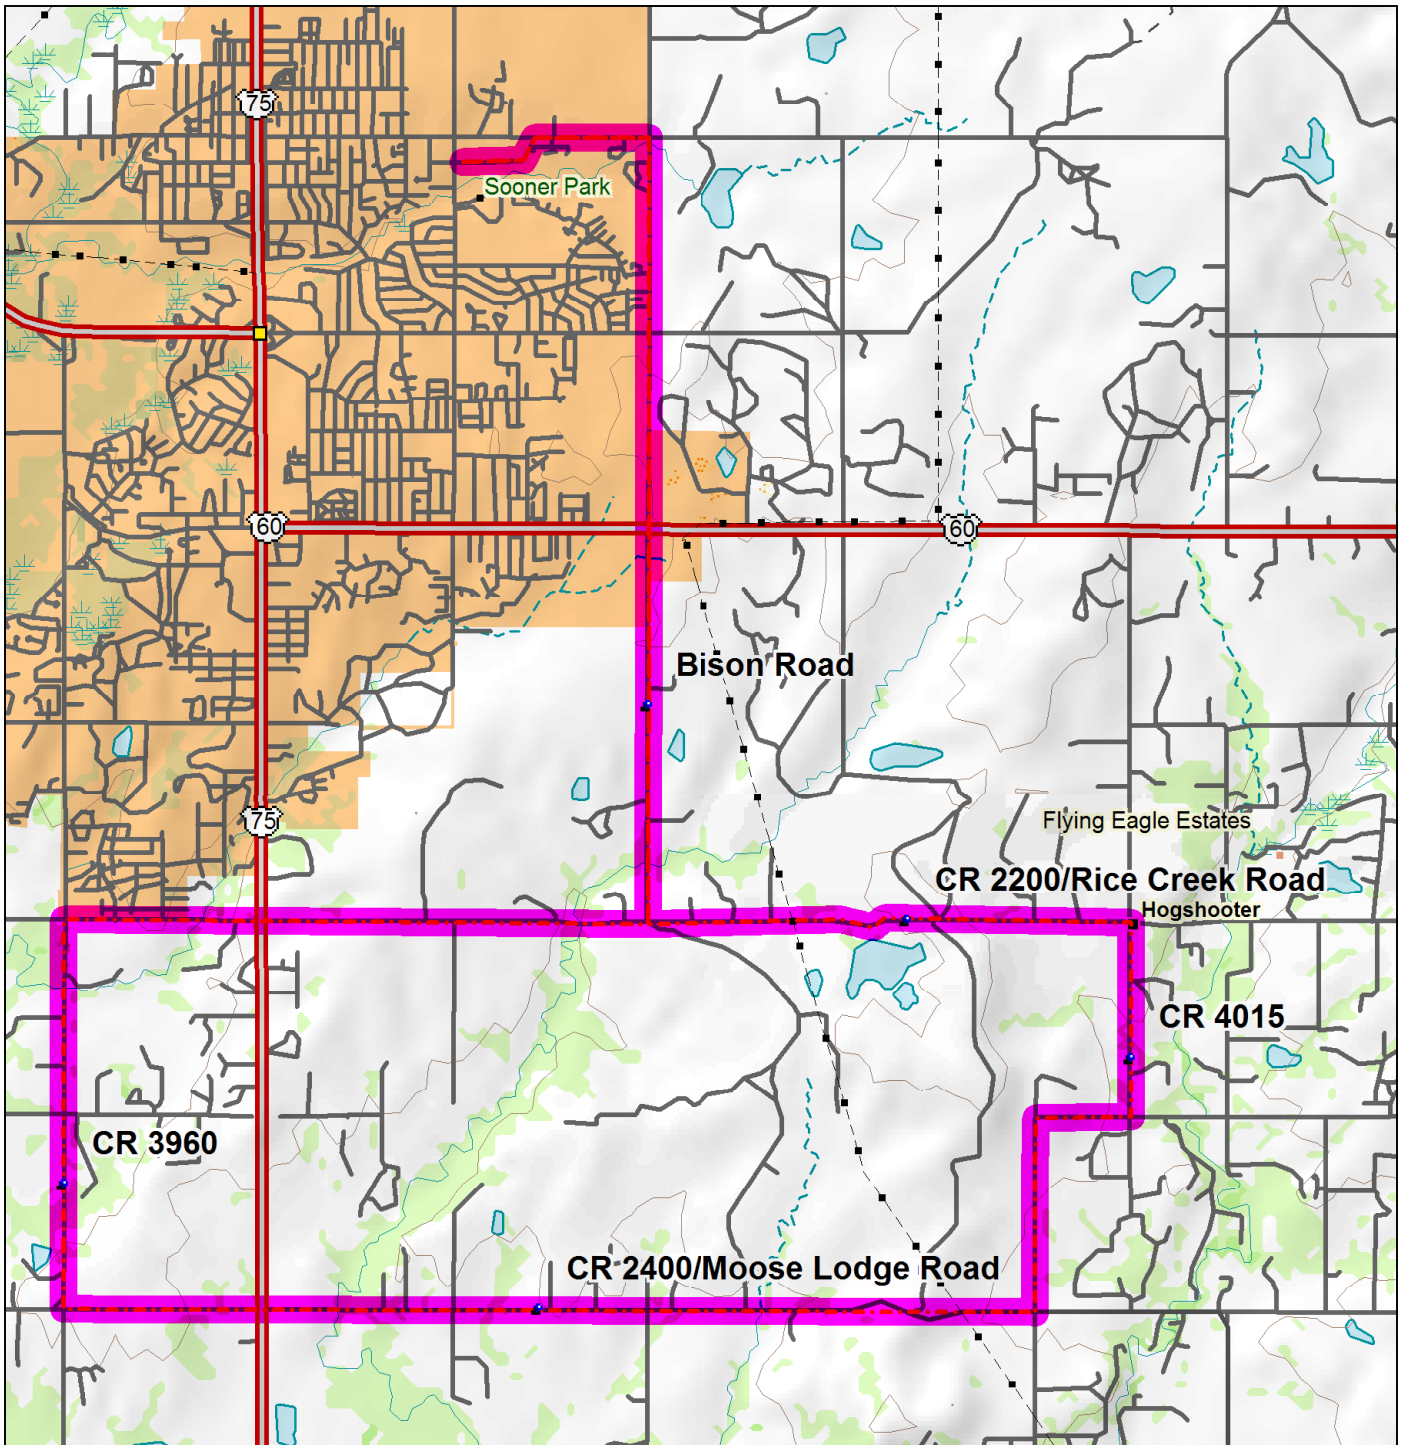 75
Sooner Park
60
60
Bison Road
75
Flying Eagle Estates
CR 2200/Rice Creek Road
Hogshooter
CR 4015
CR 3960
CR 2400/Moose Lodge Road